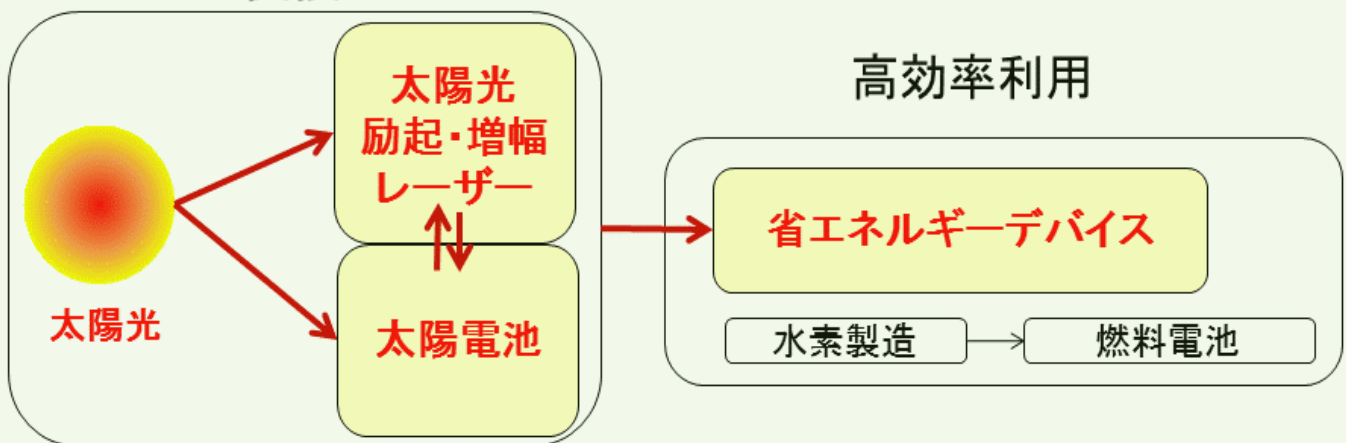 高効率利用
太陽光
励起・増幅
レーザー
省エネルギーデバイス
太陽光
太陽電池
水素製造
燃料電池